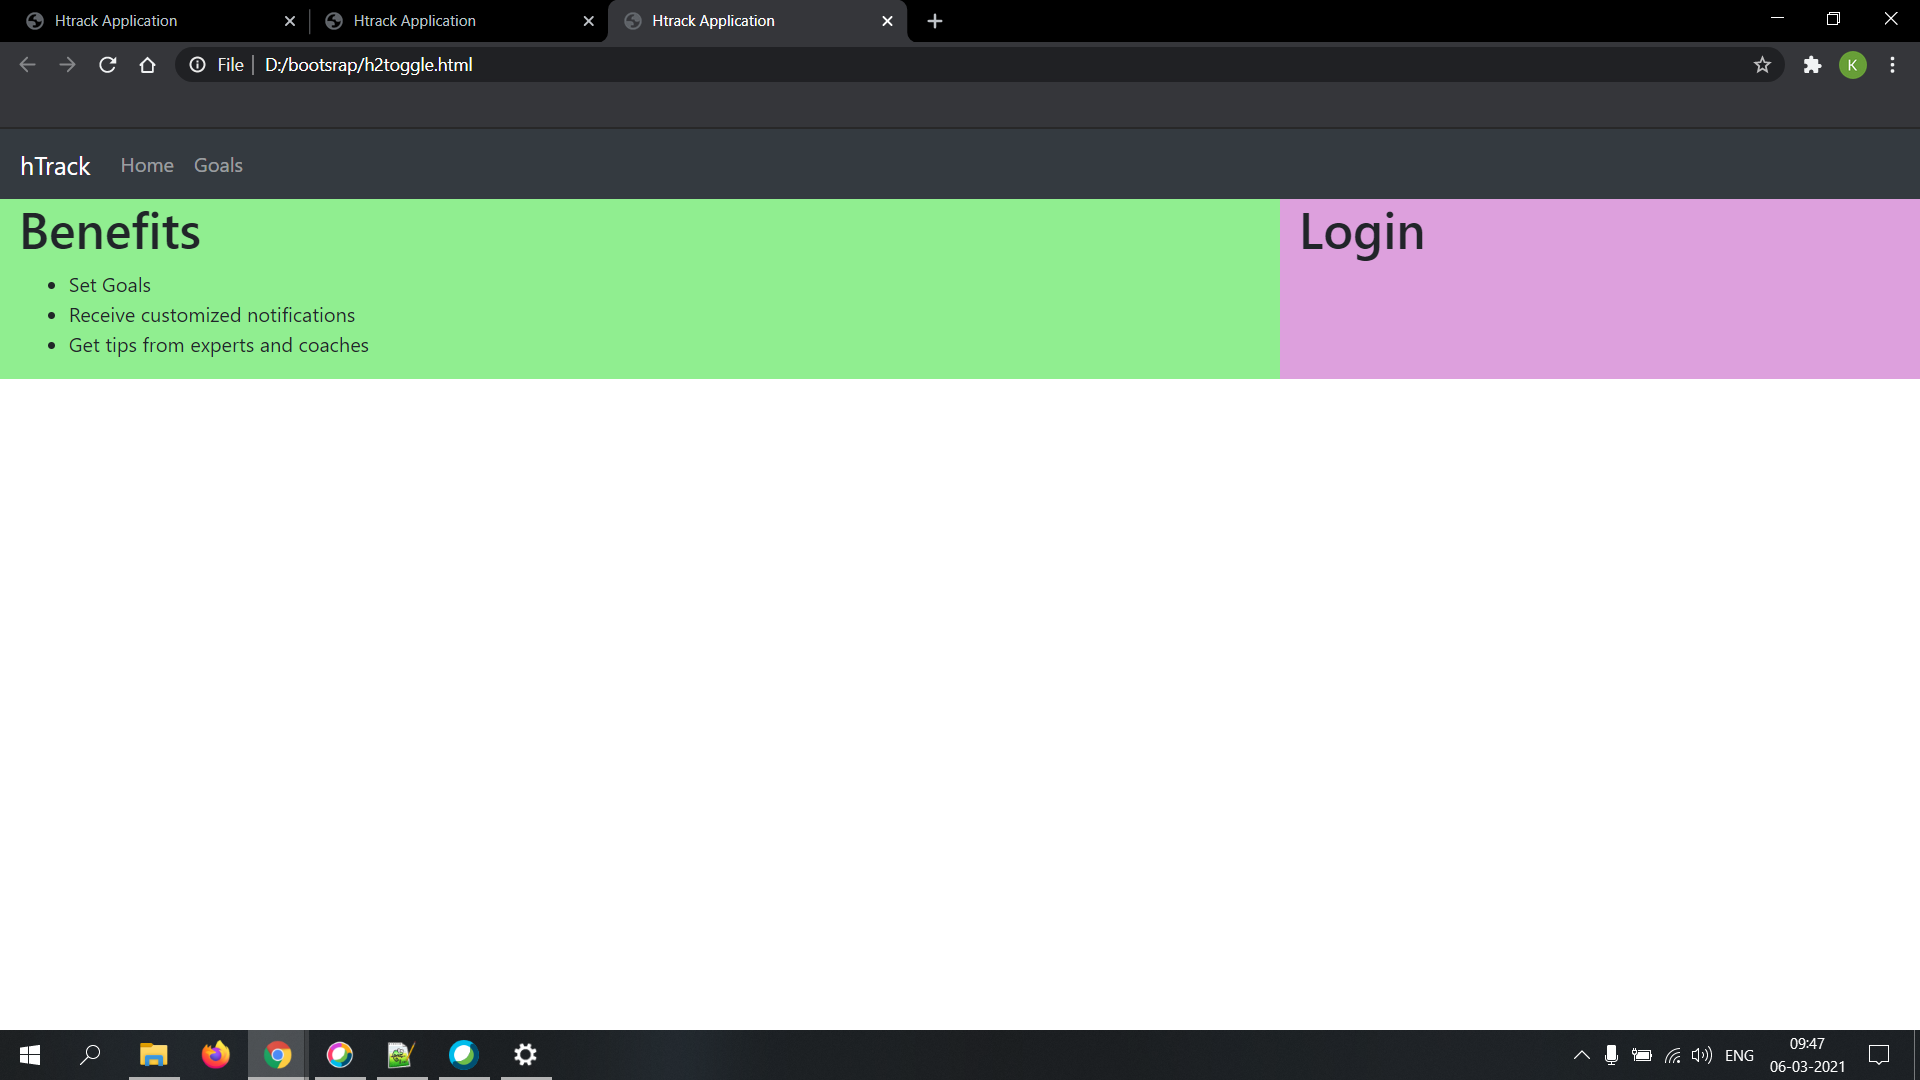 Htrack Application
Htrack Application
Htrack Application
File | D:/bootsrap/h2toggle.html
K
hTrack Home Goals
Benefits
Set Goals
Receive customized notifications
Get tips from experts and coaches
Login
ENG
09:47
06-03-2021